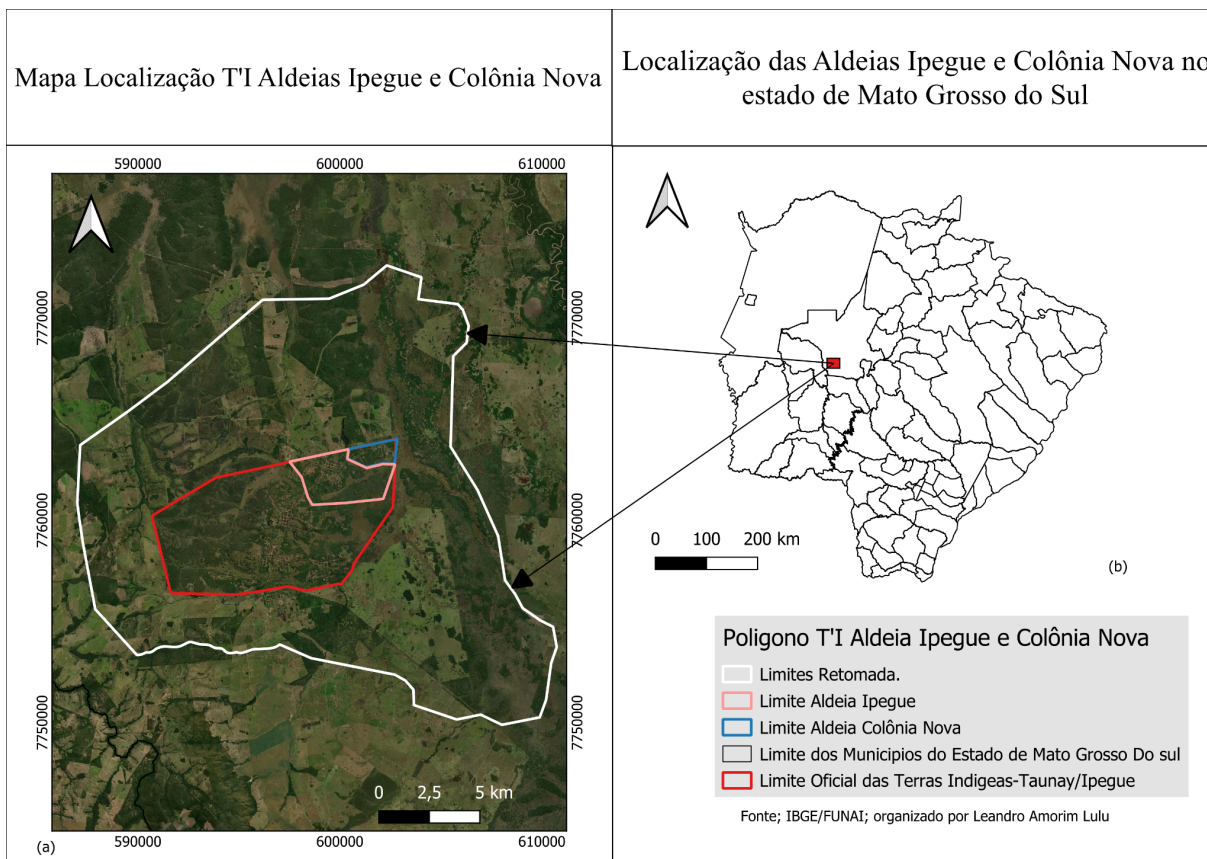 Mapa Localização T'I Aldeias Ipegue e Colônia Nova
Localização das Aldeias Ipegue e Colônia Nova no
estado de Mato Grosso do Sul
590000
600000
610000
7770000
7770000
7760000
7760000
7750000
7750000
0 2,5 5 km
590000
600000
610000
(a)
0 100 200 km
(b)
Poligono T'I Aldeia Ipegue e Colônia Nova
Limites Retomada.
Limite Aldeia Ipegue
Limite Aldeia Colônia Nova
Limite dos Municipios do Estado de Mato Grosso Do sul
Limite Oficial das Terras Indigeas-Taunay/Ipegue
Fonte; IBGE/FUNAI; organizado por Leandro Amorim Lulu